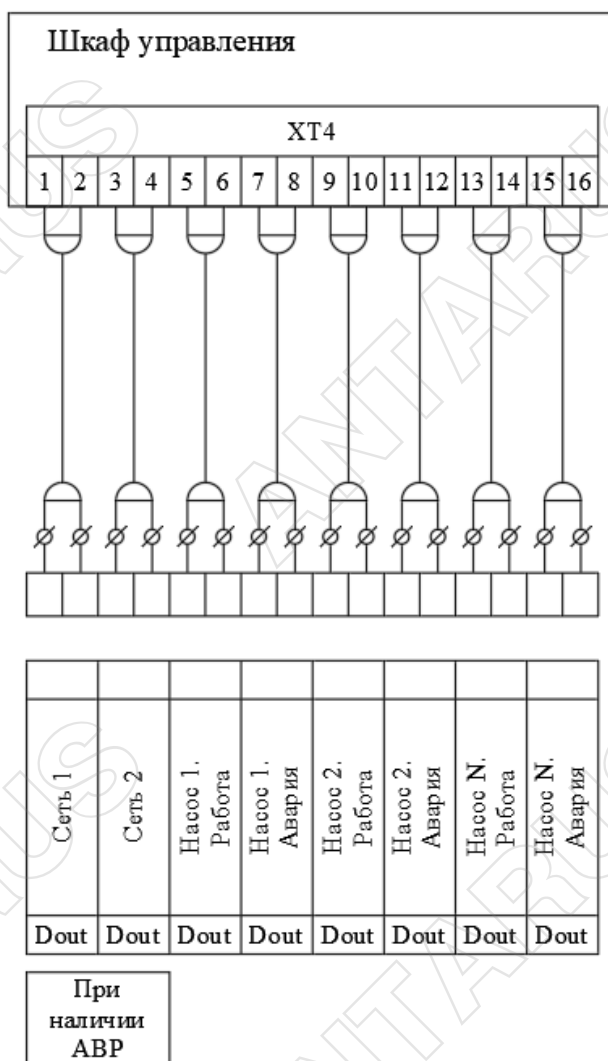 Шкаф управления
XT4
1 2 3 4 5 6 7 8 9 10 11 12 13 14 15 16
Сеть 1
Сеть 2
Насос 1.
Работа
Насос 1.
Авария
Насос 2.
Работа
Насос 2.
Авария
Насос N.
Работа
Насос N.
Авария
Dout Dout Dout Dout Dout Dout Dout Dout
При
наличии
АВР
ANTARUS